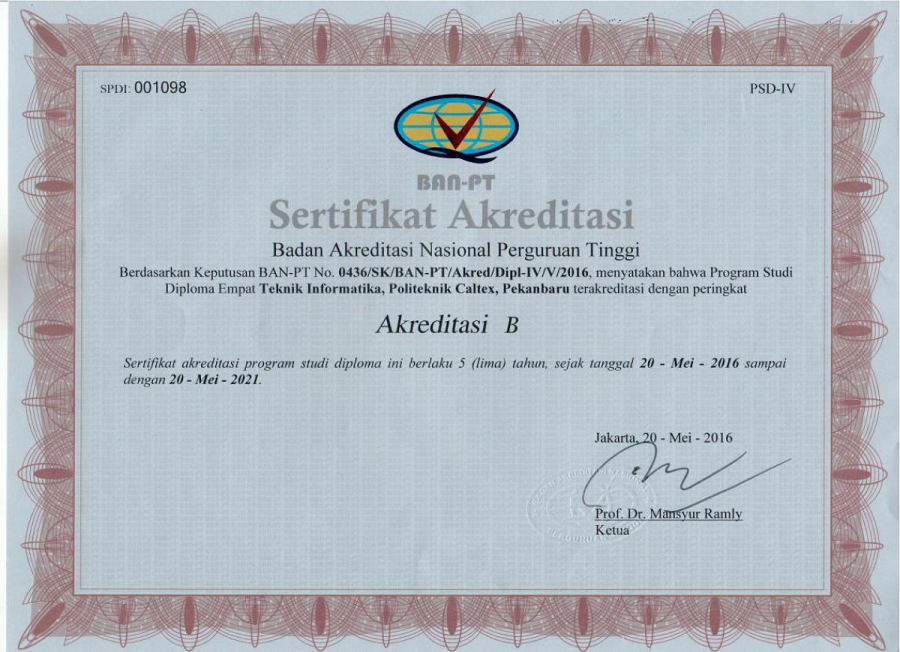 SPDI: 001098
PSD-IV
BAN-PT
Sertifikat Akreditasi
Badan Akreditasi Nasional Perguruan Tinggi
Berdasarkan Keputusan BAN-PT No. 0436/SK/BAN-PT/Akred/Dipl-IV/V/2016, menyatakan bahwa Program Studi
Diploma Empat Teknik Informatika, Politeknik Caltex, Pekanbaru terakreditasi dengan peringkat
Akreditasi B
Sertifikat akreditasi program studi diploma ini berlaku 5 (lima) tahun, sejak tanggal 20 - Mei - 2016 sampai
dengan 20 - Mei - 2021.
Jakarta, 20 - Mei - 2016
Prof. Dr. Mansyur Ramly
Ketua